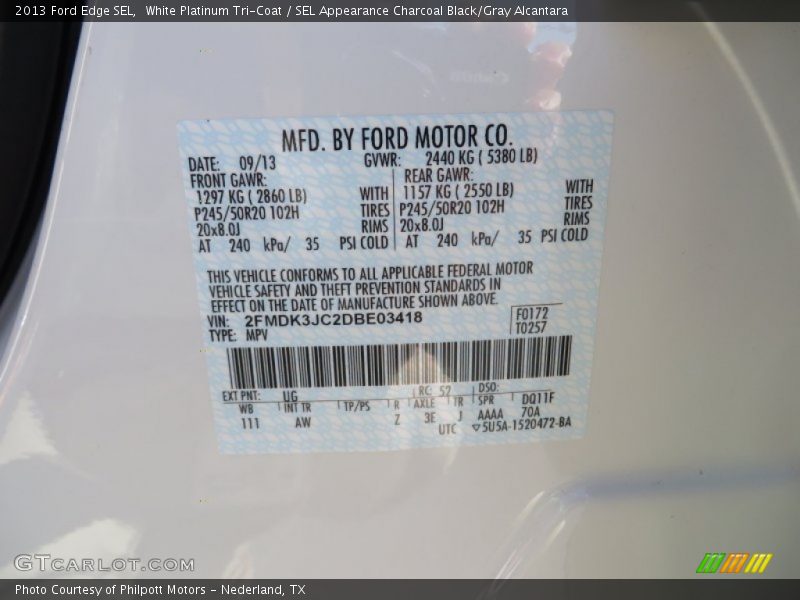 2013 Ford Edge SEL,  White Platinum Tri-Coat / SEL Appearance Charcoal Black/Gray Alcantara
MFD. BY FORD MOTOR CO.
DATE: 09/13 GVWR: 2440 KG ( 5380 LB)
FRONT GAWR: REAR GAWR:
1297 KG ( 2860 LB) WITH 1157 KG ( 2550 LB) WITH
P245/50R20 102H TIRES P245/50R20 102H TIRES
20x8.0J RIMS 20x8.0J RIMS
AT 240 kPa/ 35 PSI COLD AT 240 kPa/ 35 PSI COLD
THIS VEHICLE CONFORMS TO ALL APPLICABLE FEDERAL MOTOR
VEHICLE SAFETY AND THEFT PREVENTION STANDARDS IN
EFFECT ON THE DATE OF MANUFACTURE SHOWN ABOVE.
VIN: 2FMDK3JC2DBE03418 F0172
TYPE: MPV T0257
EXT PNT: UG RC: 52 DSO:
WB INT TR TP/PS R AXLE TR SPR DQ11F
111 AW Z 3E J AAAA 70A
UTC ▽5U5A-1520472-BA
GTCARLOT.COM
Photo Courtesy of Philpott Motors - Nederland, TX